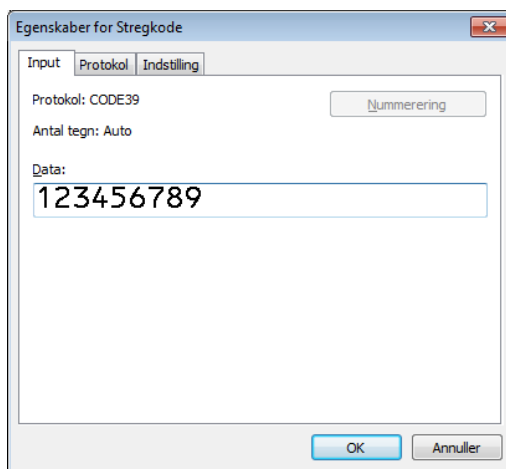 Egenskaber for Stregkode
Input Protokol Indstilling
Protokol: CODE39 Nummerering
Antal tegn: Auto
Data:
123456789
OK Annuller